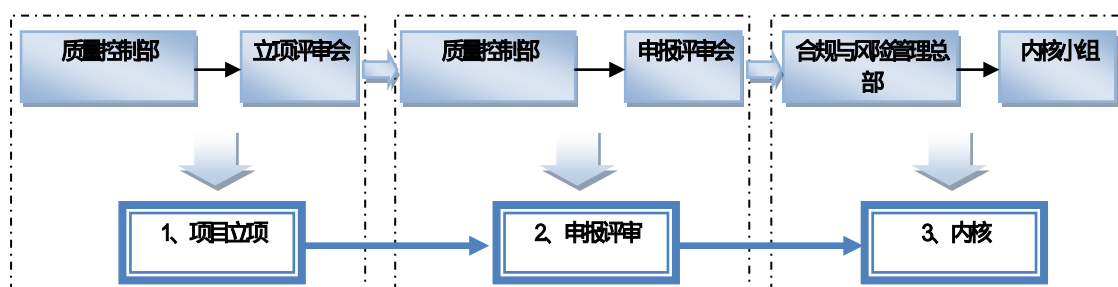 质量控制部
立项评审会
质量控制部
申报评审会
合规与风险管理总
部
内核小组
1、项目立项
2、申报评审
3、内核